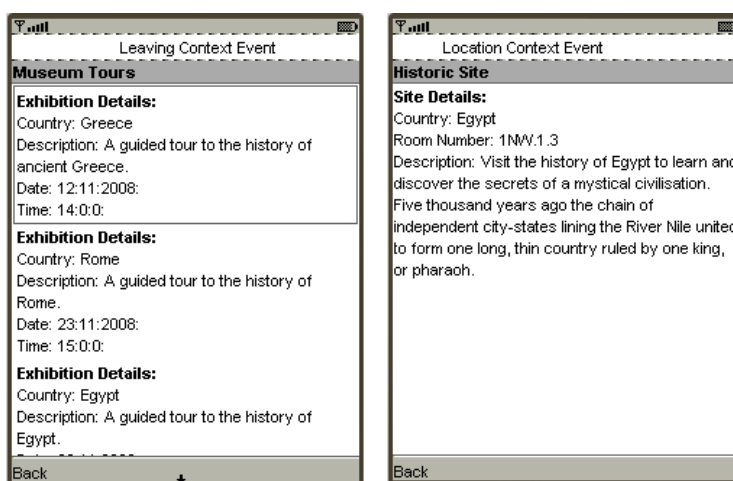 Leaving Context Event
Museum Tours
Exhibition Details:
Country: Greece
Description: A guided tour to the history of
ancient Greece.
Date: 12:11:2008:
Time: 14:0:0:
Exhibition Details:
Country: Rome
Description: A guided tour to the history of
Rome.
Date: 23:11:2008:
Time: 15:0:0:
Exhibition Details:
Country: Egypt
Description: A guided tour to the history of
Egypt.
Back
Location Context Event
Historic Site
Site Details:
Country: Egypt
Room Number: 1NW.1.3
Description: Visit the history of Egypt to learn and
discover the secrets of a mystical civilisation.
Five thousand years ago the chain of
independent city-states lining the River Nile united
to form one long, thin country ruled by one king,
or pharaoh.
Back